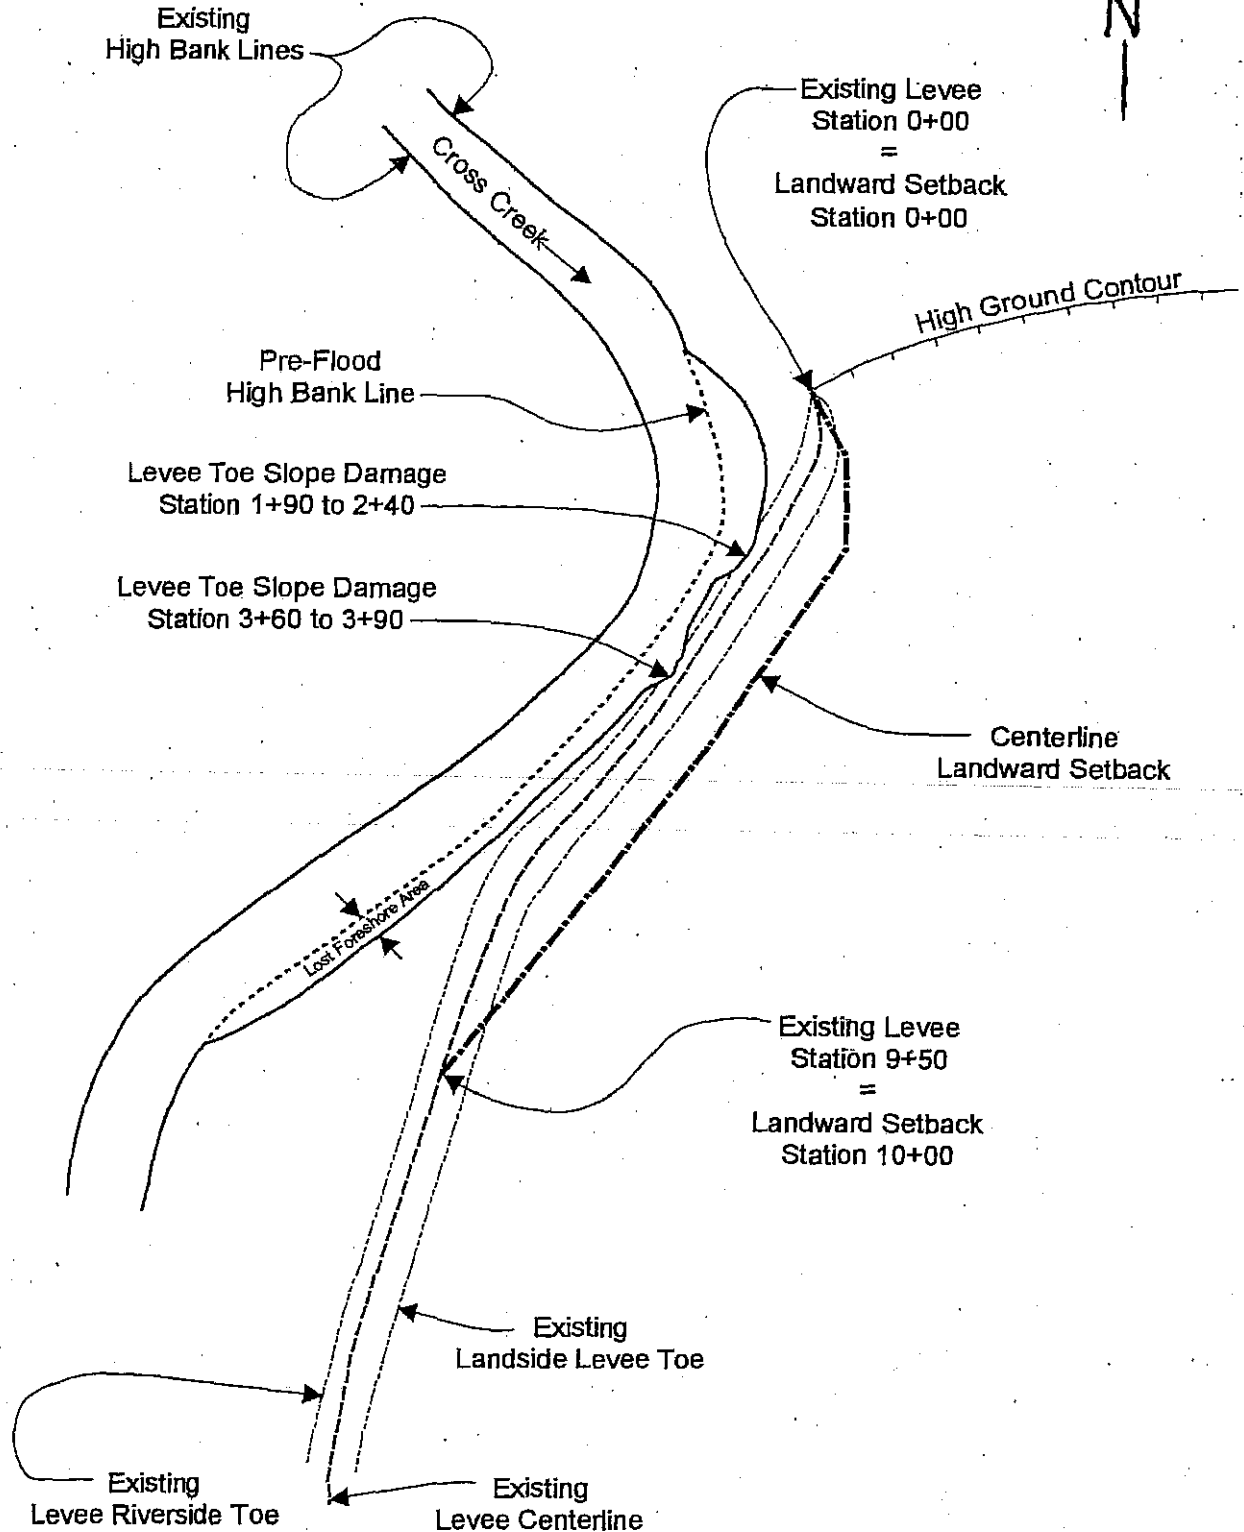 Existing
High Bank Lines
N
Existing Levee
Station 0+00
=
Landward Setback
Station 0+00
Cross Creek
High Ground Contour
Pre-Flood
High Bank Line
Levee Toe Slope Damage
Station 1+90 to 2+40
Levee Toe Slope Damage
Station 3+60 to 3+90
Centerline
Landward Setback
Lost Foreshore Area
Existing Levee
Station 9+50
=
Landward Setback
Station 10+00
Existing
Landside Levee Toe
Existing
Levee Riverside Toe
Existing
Levee Centerline